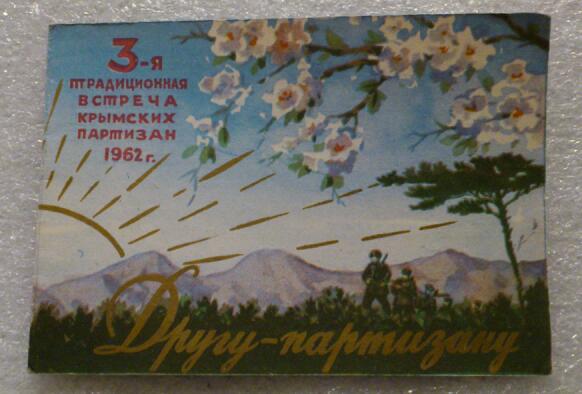 3-я
ТРАДИЦИОННАЯ
ВСТРЕЧА
КРЫМСКИХ
ПАРТИЗАН
1962 г.
Другу-партизану